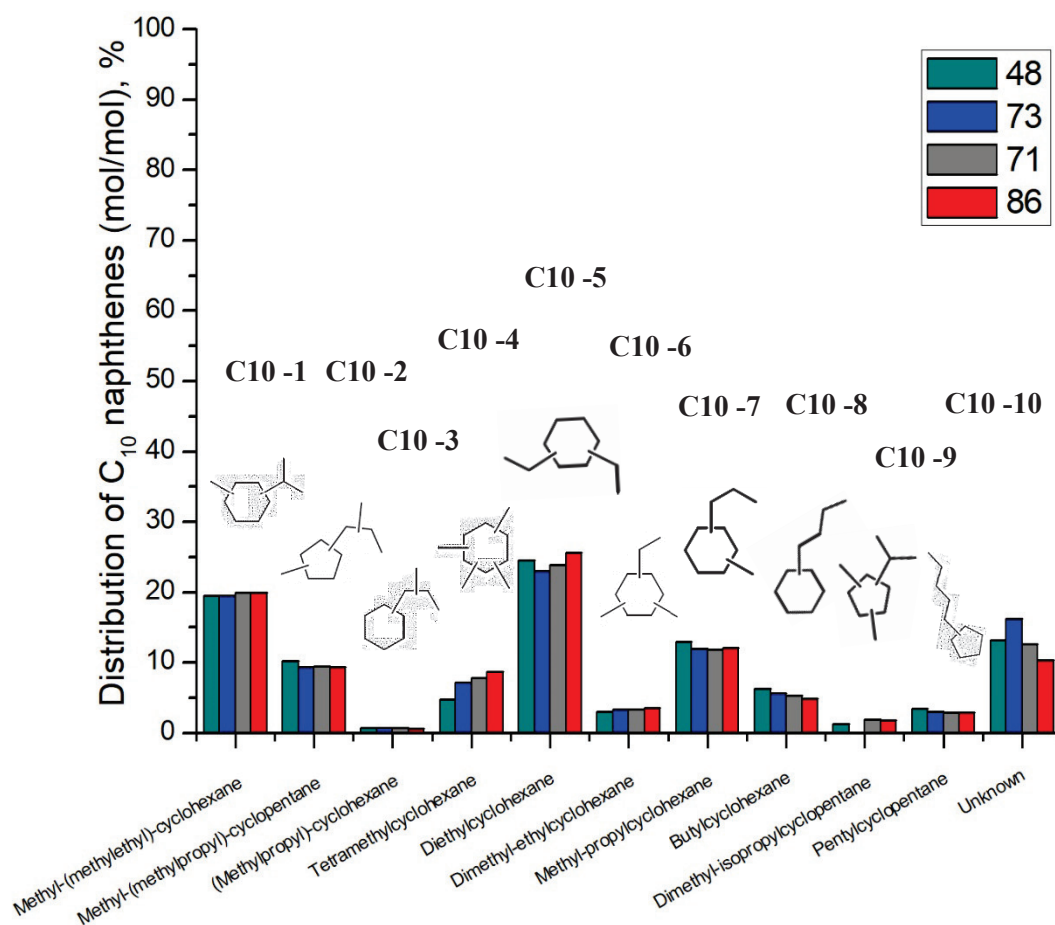 Distribution of C10 naphthenes (mol/mol), %
100
90
80
70
60
50
40
30
20
10
0
48
73
71
86
C10 -1
C10 -2
C10 -3
C10 -4
C10 -5
C10 -6
C10 -7
C10 -8
C10 -9
C10 -10
Methyl-(methylethyl)-cyclohexane
Methyl-(methylpropyl)-cyclopentane
(Methylpropyl)-cyclohexane
Tetramethylcyclohexane
Diethylcyclohexane
Dimethyl-ethylcyclohexane
Methyl-propylcyclohexane
Butylcyclohexane
Dimethyl-isopropylcyclopentane
Pentylcyclopentane
Unknown